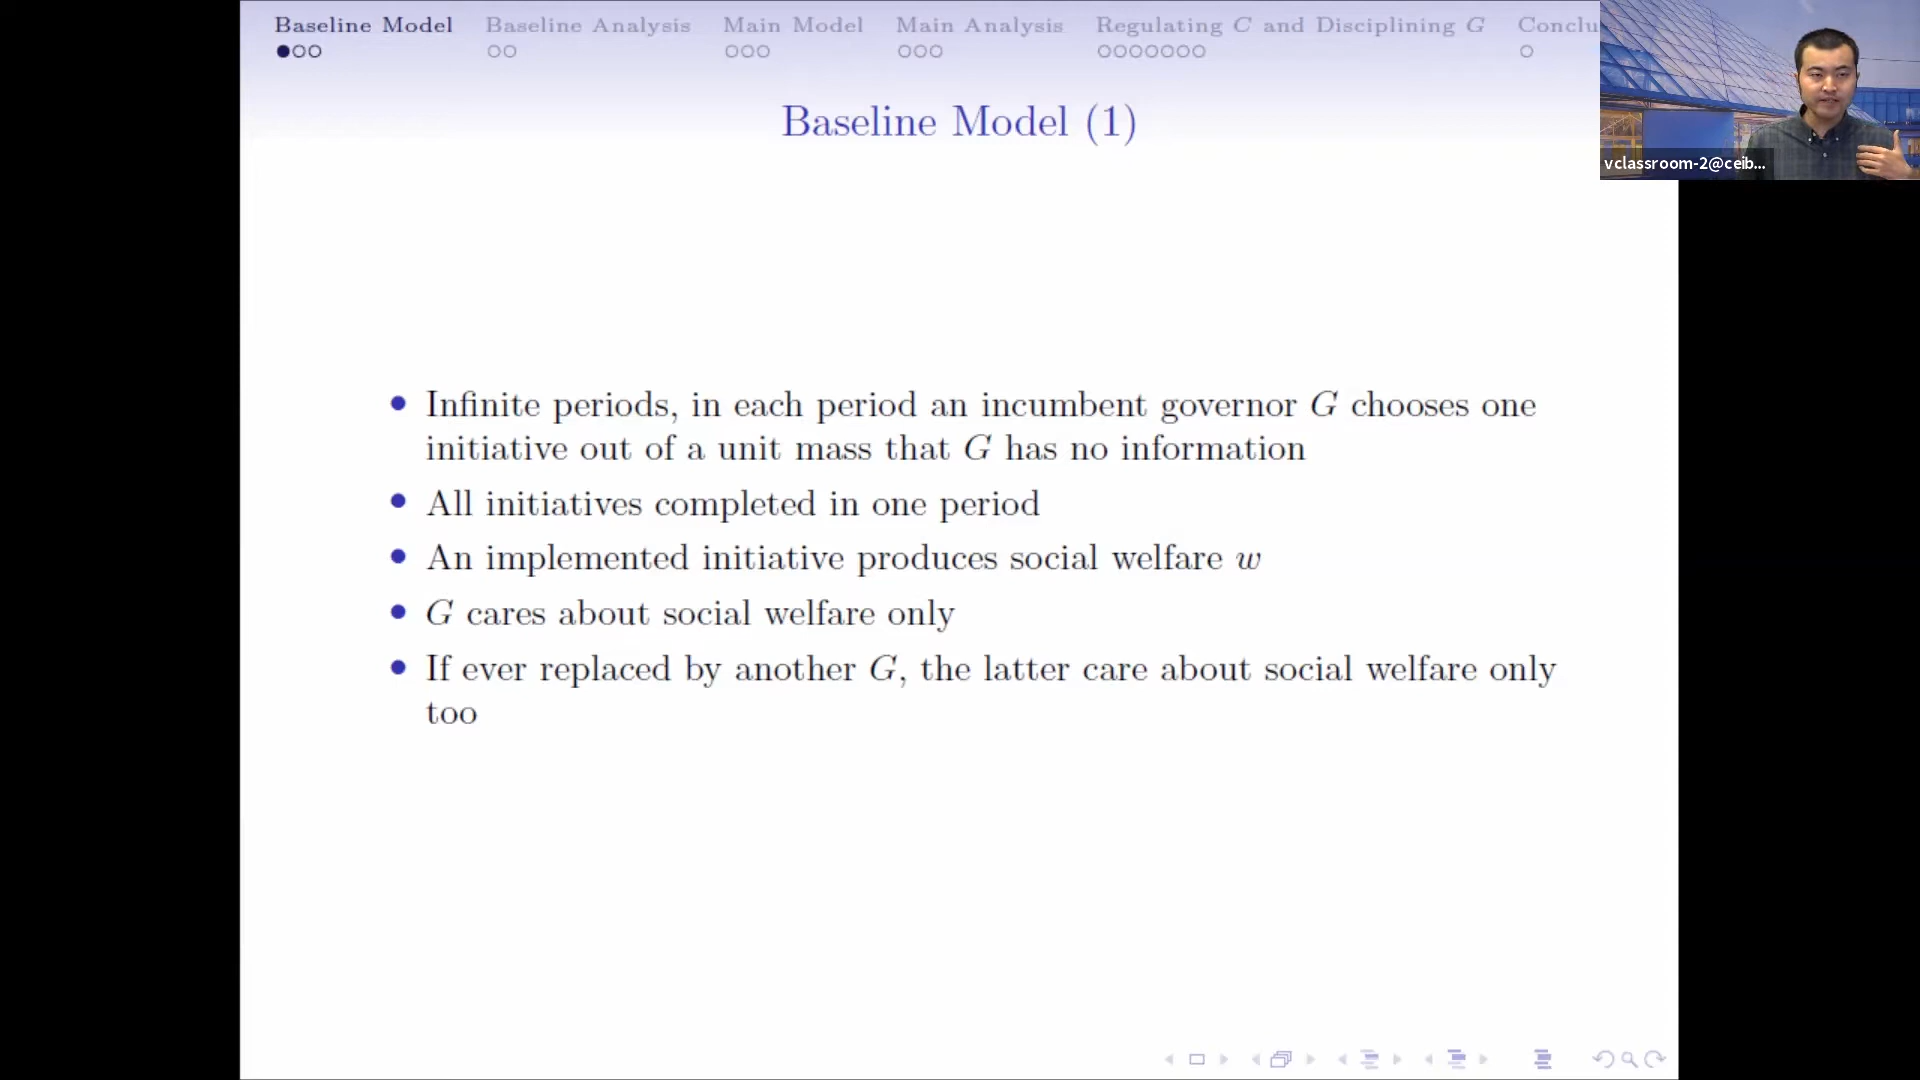 Baseline Model Baseline Analysis Main Model Main Analysis Regulating C and Disciplining G Conclu
Baseline Model (1)
vclassroom-2@ceib...
• Infinite periods, in each period an incumbent governor G chooses one
initiative out of a unit mass that G has no information
• All initiatives completed in one period
• An implemented initiative produces social welfare w
• G cares about social welfare only
• If ever replaced by another G, the latter care about social welfare only
too